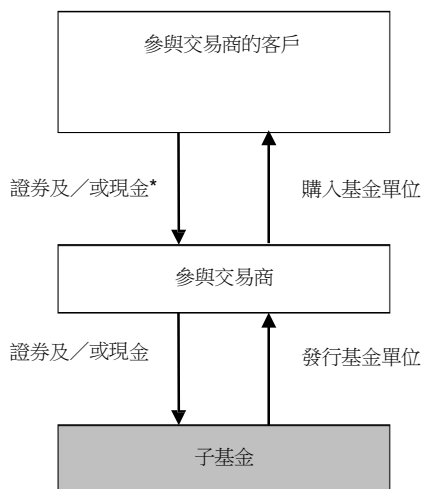 參與交易商的客戶
證券及／或現金*
購入基金單位
參與交易商
證券及／或現金
發行基金單位
子基金